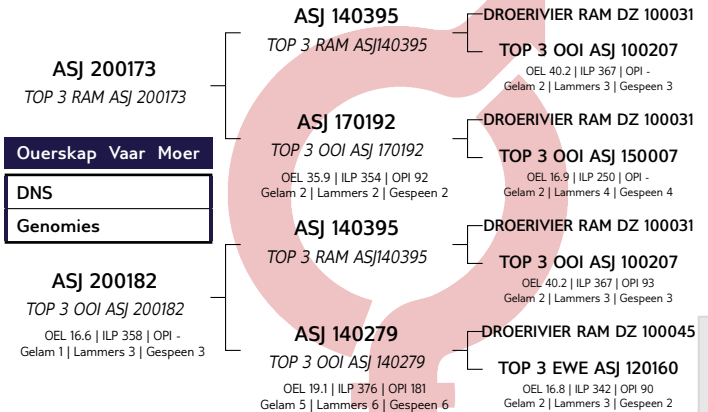 ASJ 200173
TOP 3 RAM ASJ 200173
Ouerskap Vaar Moer
DNS
Genomies
ASJ 200182
TOP 3 OOI ASJ 200182
OEL 16.6 | ILP 358 | OPI -
Gelam 1 | Lammers 3 | Gespeen 3
ASJ 140395
TOP 3 RAM ASJ140395
ASJ 170192
TOP 3 OOI ASJ 170192
OEL 35.9 | ILP 354 | OPI 92
Gelam 2 | Lammers 2 | Gespeen 2
ASJ 140395
TOP 3 RAM ASJ140395
ASJ 140279
TOP 3 OOI ASJ 140279
OEL 19.1 | ILP 376 | OPI 181
Gelam 5 | Lammers 6 | Gespeen 6
DROERIVIER RAM DZ 100031
TOP 3 OOI ASJ 100207
OEL 40.2 | ILP 367 | OPI -
Gelam 2 | Lammers 3 | Gespeen 3
DROERIVIER RAM DZ 100031
TOP 3 OOI ASJ 150007
OEL 16.9 | ILP 250 | OPI -
Gelam 2 | Lammers 4 | Gespeen 4
DROERIVIER RAM DZ 100031
TOP 3 OOI ASJ 100207
OEL 40.2 | ILP 367 | OPI 93
Gelam 2 | Lammers 3 | Gespeen 3
DROERIVIER RAM DZ 100045
TOP 3 EWE ASJ 120160
OEL 16.8 | ILP 342 | OPI 90
Gelam 2 | Lammers 3 | Gespeen 2